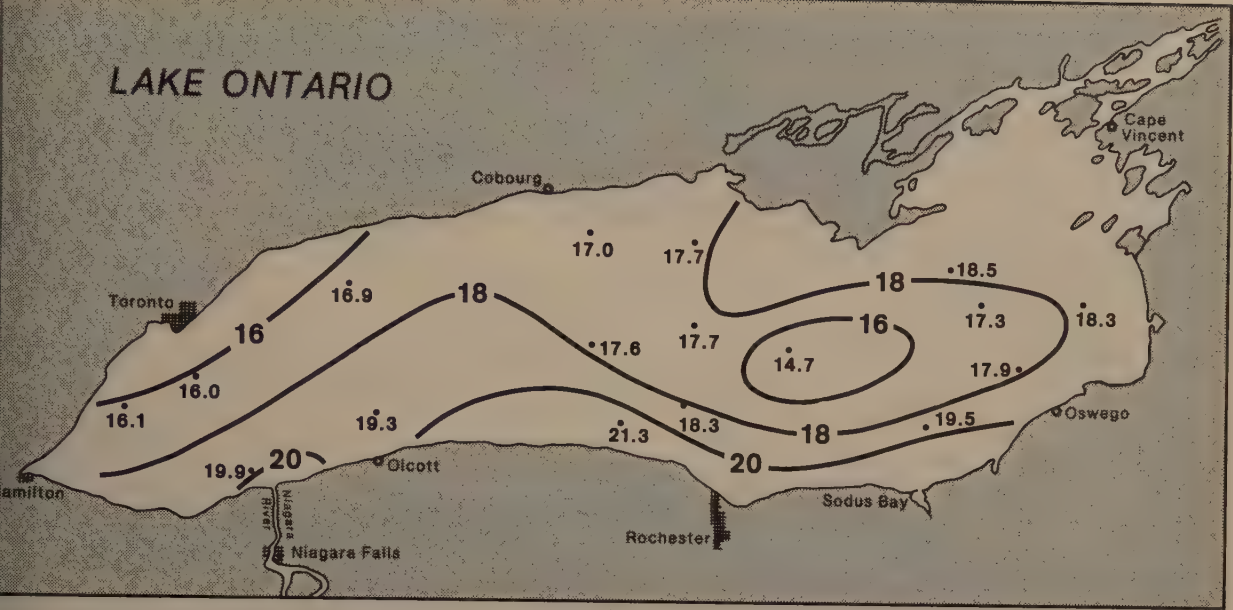 LAKE ONTARIO
Cape
Vincent
Cobourg
17.0
17.7
18
18.5
16.9
18
Toronto
16
17.3
18.3
16
17.7
17.6
14.7
17.9
16.0
16.1
19.3
18.3
19.5
Oswego
21.3
18
20
20
19.9
Olcott
amilton
Sodus Bay
Niagara
River
Rochester
Niagara Falls